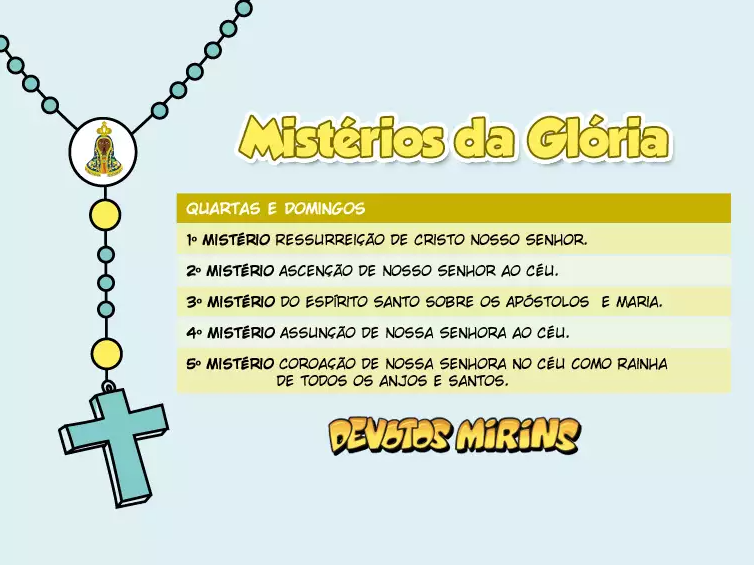 Mistérios da Glória
QUARTAS E DOMINGOS
1º MISTÉRIO RESSURREIÇÃO DE CRISTO NOSSO SENHOR.
2º MISTÉRIO ASCENÇÃO DE NOSSO SENHOR AO CÉU.
3º MISTÉRIO DO ESPÍRITO SANTO SOBRE OS APÓSTOLOS E MARIA.
4º MISTÉRIO ASSUNÇÃO DE NOSSA SENHORA AO CÉU.
5º MISTÉRIO COROAÇÃO DE NOSSA SENHORA NO CÉU COMO RAINHA
DE TODOS OS ANJOS E SANTOS.
DEVOTOS MIRINS